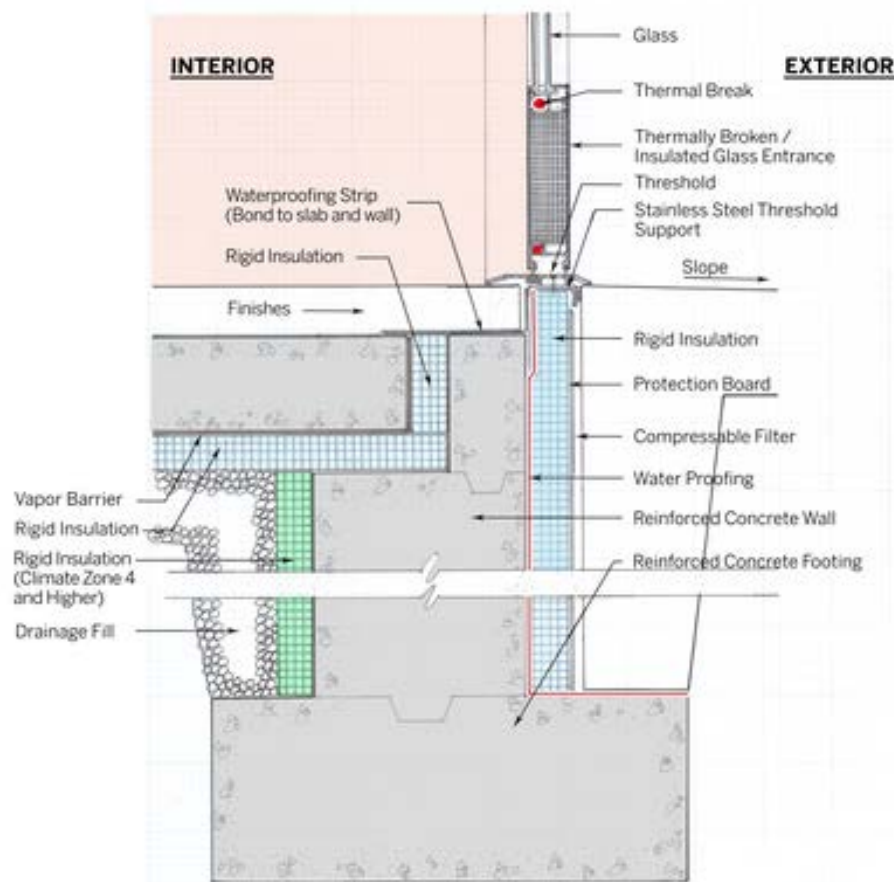 INTERIOR
EXTERIOR
Glass
Thermal Break
Thermally Broken /
Insulated Glass Entrance
Threshold
Stainless Steel Threshold
Support
Slope
Waterproofing Strip
(Bond to slab and wall)
Rigid Insulation
Finishes
Rigid Insulation
Protection Board
Compressable Filter
Water Proofing
Reinforced Concrete Wall
Reinforced Concrete Footing
Vapor Barrier
Rigid Insulation
Rigid Insulation
(Climate Zone 4
and Higher)
Drainage Fill